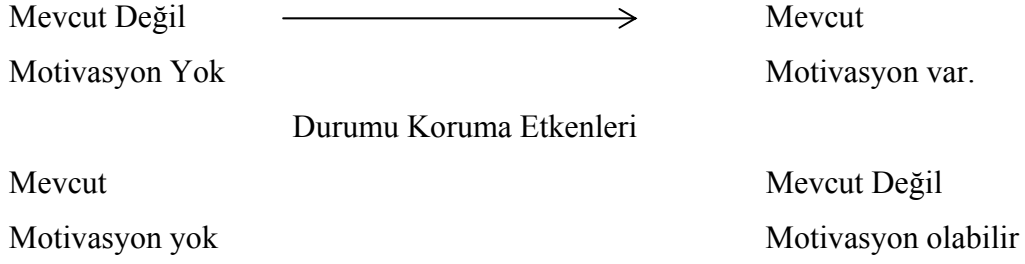 Mevcut Değil Mevcut
Motivasyon Yok Motivasyon var.
Durumu Koruma Etkenleri
Mevcut Mevcut Değil
Motivasyon yok Motivasyon olabilir